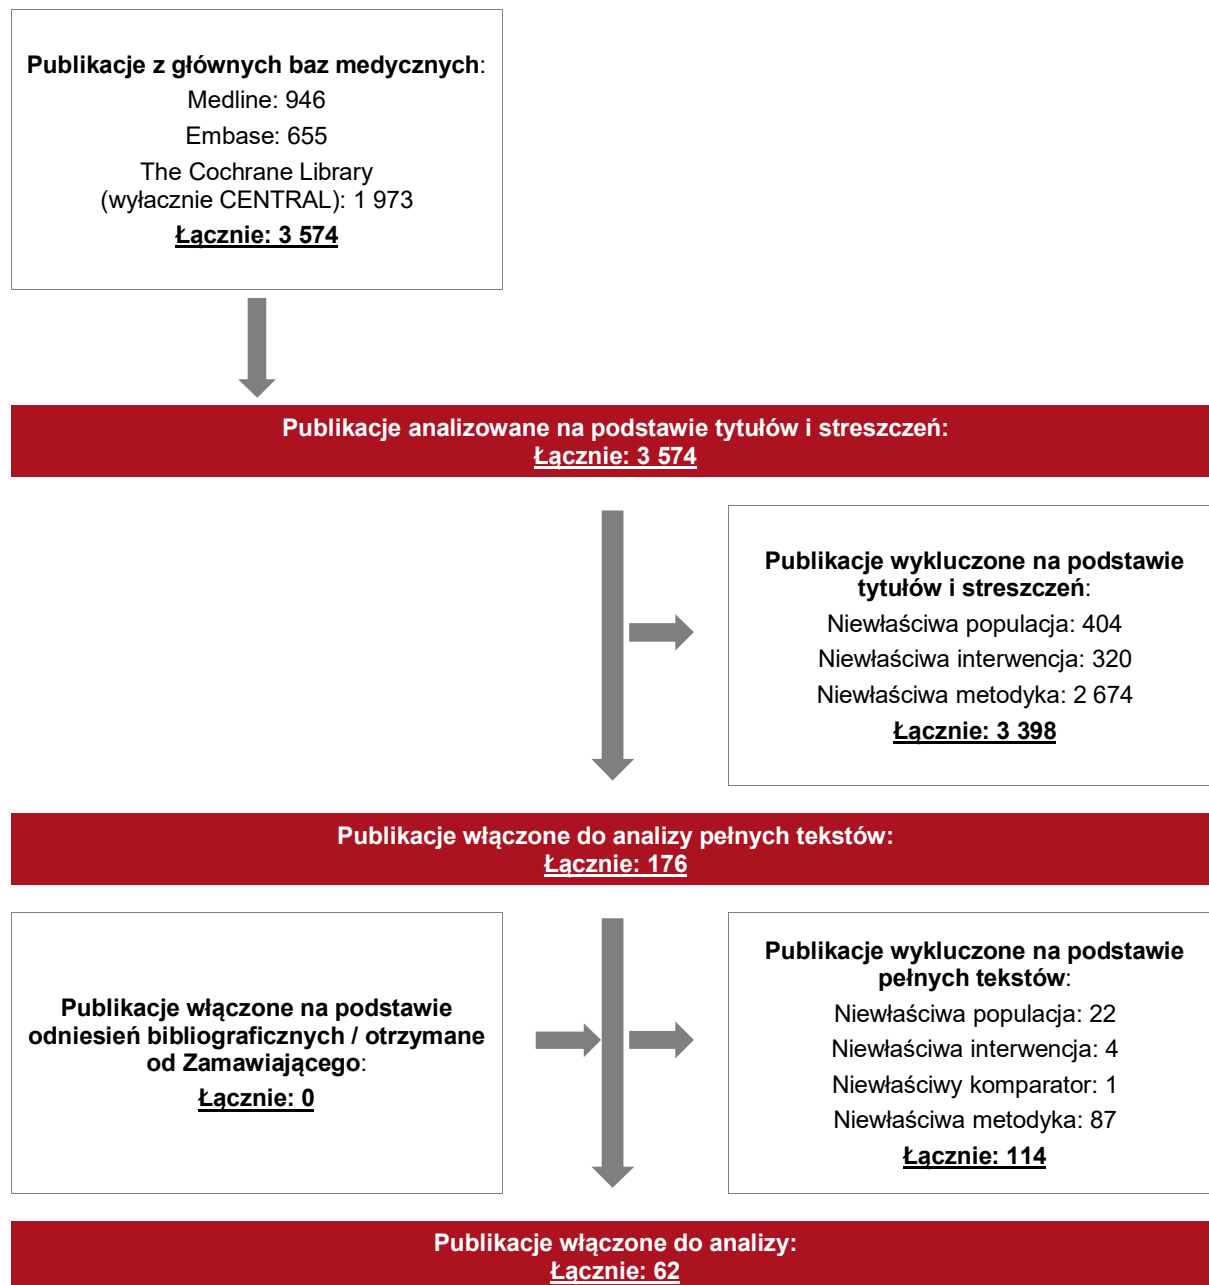 Publikacje z głównych baz medycznych:
Medline: 946
Embase: 655
The Cochrane Library
(wyłacznie CENTRAL): 1 973
Łącznie: 3 574
Publikacje analizowane na podstawie tytułów i streszczeń:
Łącznie: 3 574
Publikacje wykluczone na podstawie
tytułów i streszczeń:
Niewłaściwa populacja: 404
Niewłaściwa interwencja: 320
Niewłaściwa metodyka: 2 674
Łącznie: 3 398
Publikacje włączone do analizy pełnych tekstów:
Łącznie: 176
Publikacje włączone na podstawie
odniesień bibliograficznych / otrzymane
od Zamawiającego:
Łącznie: 0
Publikacje wykluczone na podstawie
pełnych tekstów:
Niewłaściwa populacja: 22
Niewłaściwa interwencja: 4
Niewłaściwy komparator: 1
Niewłaściwa metodyka: 87
Łącznie: 114
Publikacje włączone do analizy:
Łącznie: 62